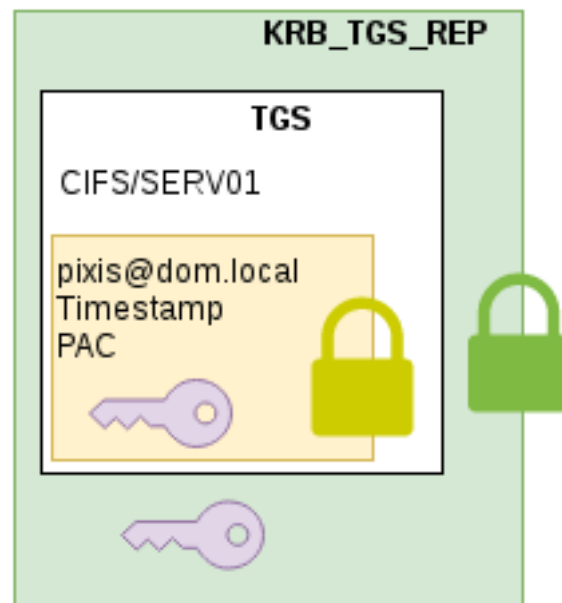 KRB_TGS_REP
TGS
CIFS/SERV01
pixis@dom.local
Timestamp
PAC